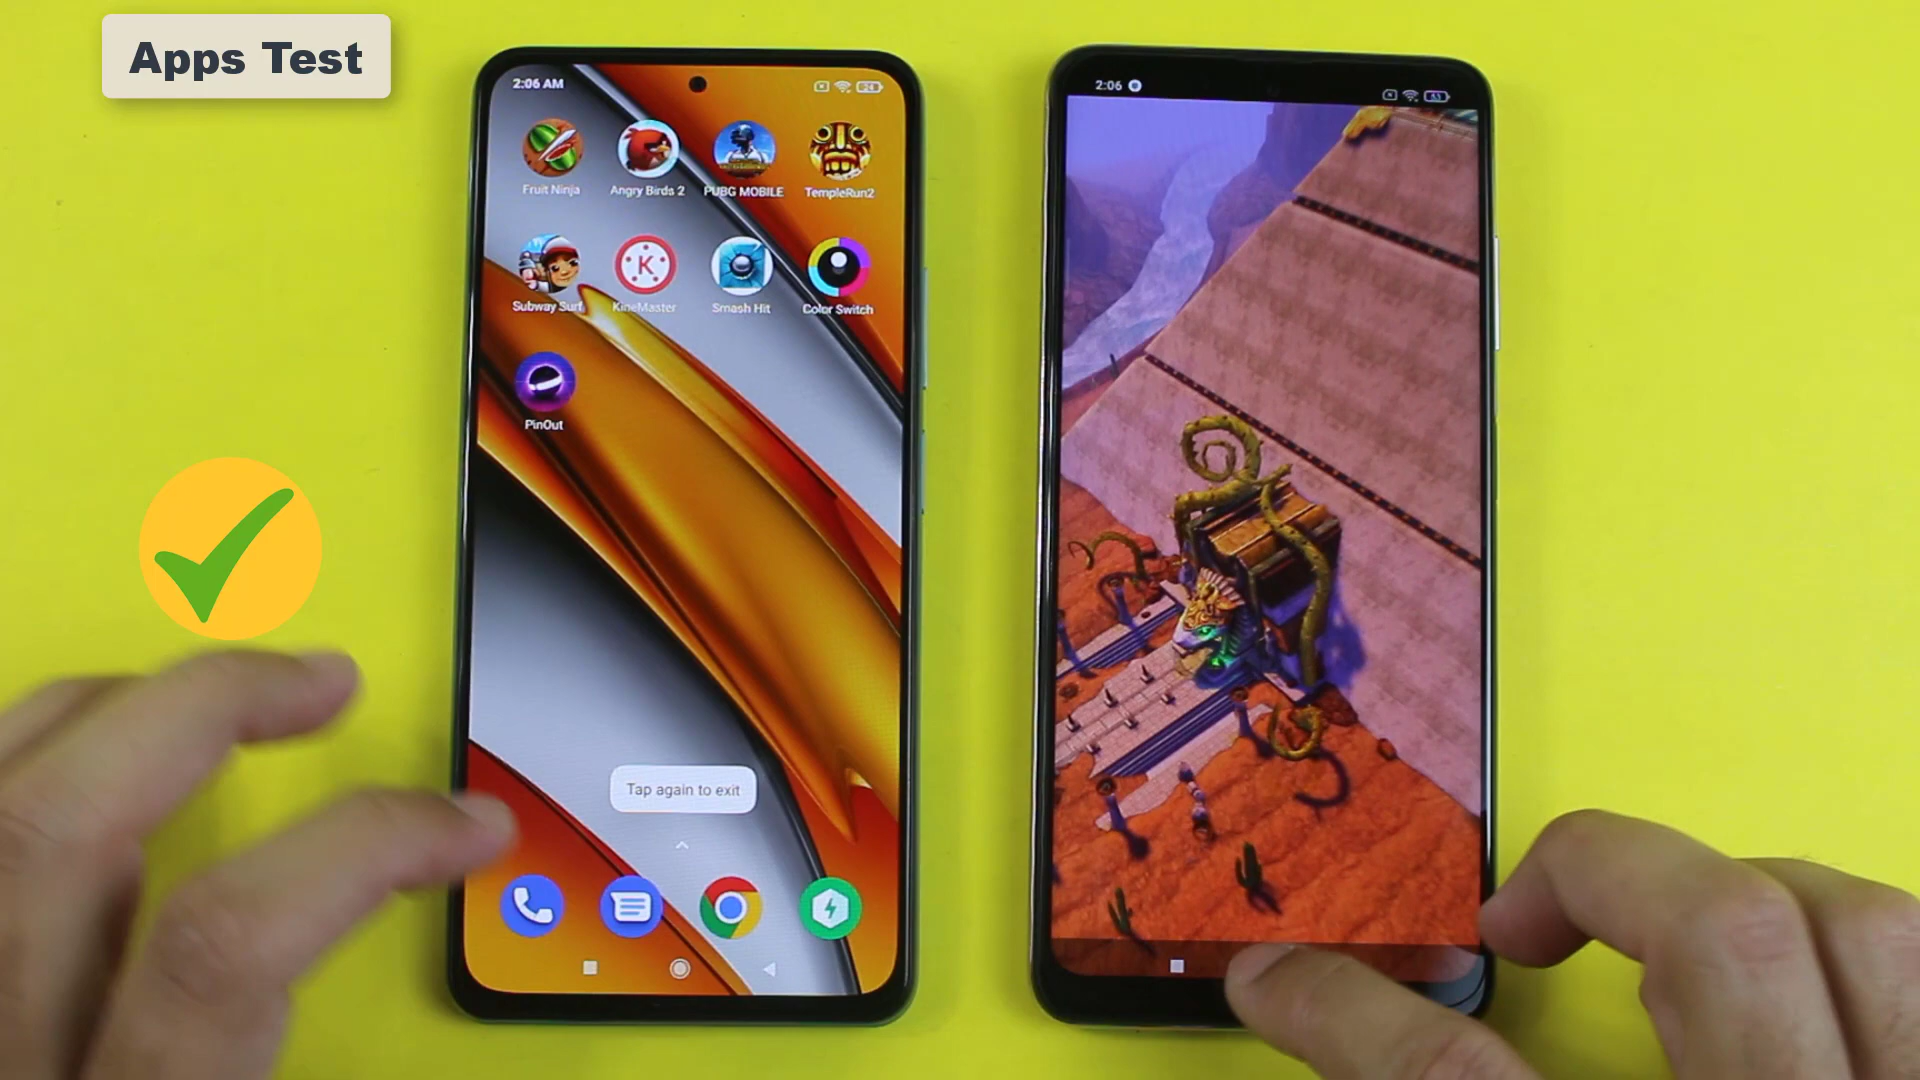 Apps Test
2:06 AM
24
2:06
Fruit Ninja
Angry Birds 2
PUBG MOBILE
TempleRun2
Subway Surf
KineMaster
Smash Hit
Color Switch
K
PinOut
Tap again to exit